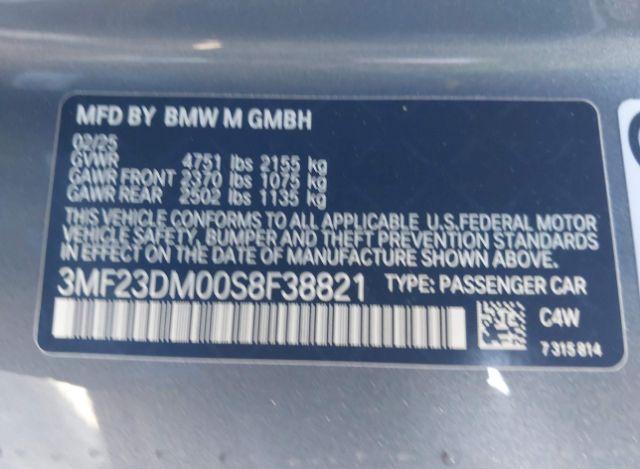 MFD BY BMW M GMBH
02/25
GVWR 4751 lbs 2155 kg
GAWR FRONT 2370 lbs 1075 kg
GAWR REAR 2502 lbs 1135 kg
THIS VEHICLE CONFORMS TO ALL APPLICABLE U.S.FEDERAL MOTOR
VEHICLE SAFETY, BUMPER AND THEFT PREVENTION STANDARDS
IN EFFECT ON THE DATE OF MANUFACTURE SHOWN ABOVE.
3MF23DM00S8F38821 TYPE: PASSENGER CAR
C4W
7315814